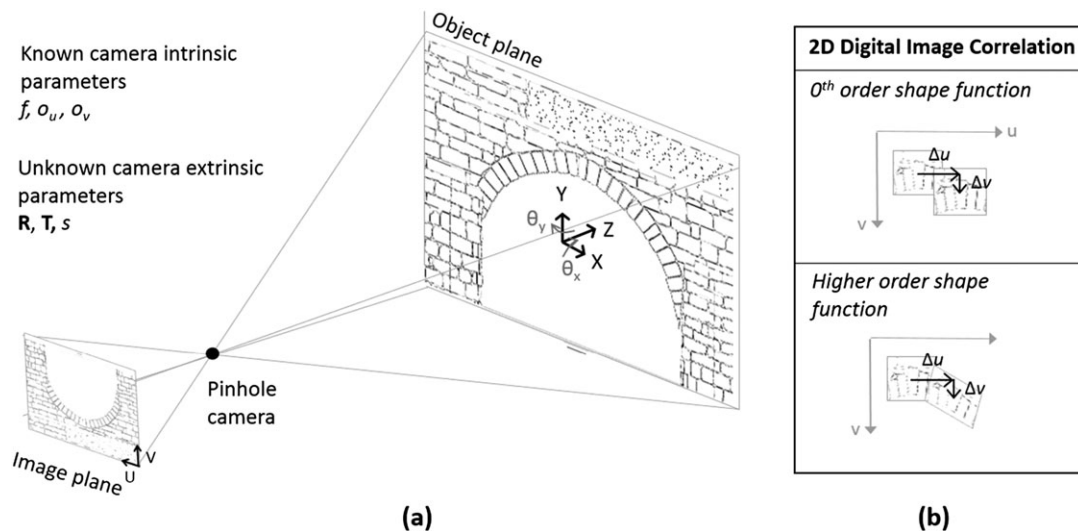 Known camera intrinsic
parameters
f, oᵤ , oᵥ
Unknown camera extrinsic
parameters
R, T, s
Object plane
Y
θy
Z
X
θx
Pinhole
camera
V
U
Image plane
(a)
2D Digital Image Correlation
0th order shape function
u
Δu
Δv
v
Higher order shape
function
Δu
Δv
v
(b)